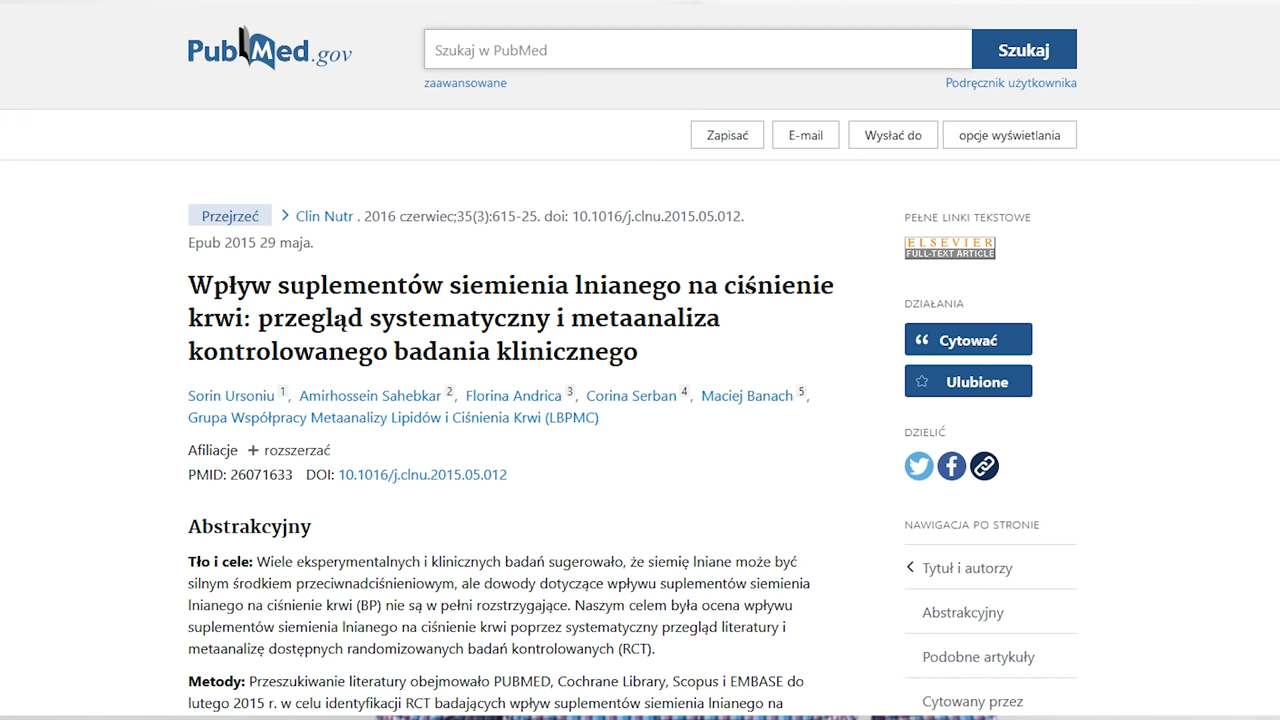 PubMed.gov
Szukaj w PubMed
Szukaj
zaawansowane
Podręcznik użytkownika
Zapisać
E-mail
Wysłać do
opcje wyświetlania
Przejrzeć > Clin Nutr . 2016 czerwiec;35(3):615-25. doi: 10.1016/j.clnu.2015.05.012.
Epub 2015 29 maja.
Wpływ suplementów siemienia lnianego na ciśnienie
krwi: przegląd systematyczny i metaanaliza
kontrolowanego badania klinicznego
Sorin Ursoniu 1, Amirhossein Sahebkar 2, Florina Andrica 3, Corina Serban 4, Maciej Banach 5,
Grupa Współpracy Metaanalizy Lipidów i Ciśnienia Krwi (LBPMC)
Afiliacje + rozszerzać
PMID: 26071633 DOI: 10.1016/j.clnu.2015.05.012
Abstrakcyjny
Tło i cele: Wiele eksperymentalnych i klinicznych badań sugerowało, że siemię lniane może być
silnym środkiem przeciwnadciśnieniowym, ale dowody dotyczące wpływu suplementów siemienia
lnianego na ciśnienie krwi (BP) nie są w pełni rozstrzygające. Naszym celem była ocena wpływu
suplementów siemienia lnianego na ciśnienie krwi poprzez systematyczny przegląd literatury i
metaanalizę dostępnych randomizowanych badań kontrolowanych (RCT).
Metody: Przeszukiwanie literatury obejmowało PUBMED, Cochrane Library, Scopus i EMBASE do
lutego 2015 r. w celu identyfikacji RCT badających wpływ suplementów siemienia lnianego na
PEŁNE LINKI TEKSTOWE
ELSEVIER
FULL-TEXT ARTICLE
DZIAŁANIA
Cytować
Ulubione
DZIELIĆ
NAWIGACJA PO STRONIE
Tytuł i autorzy
Abstrakcyjny
Podobne artykuły
Cytowany przez